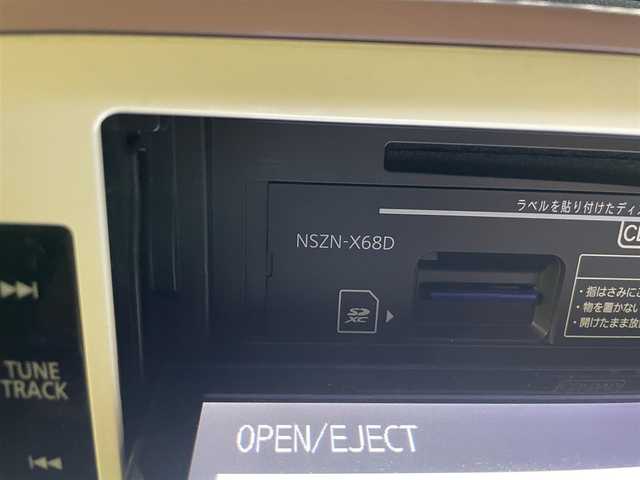 ラベルを貼り付けたディ
NSZN-X68D
SD
XC
・指はさみにこ
・物を置かない
・開けたまま放
TUNE
TRACK
OPEN/EJECT